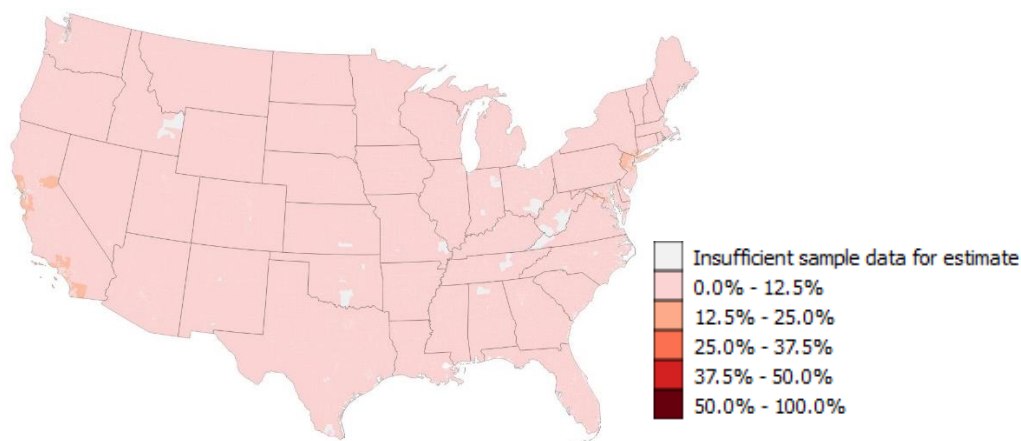 Insufficient sample data for estimate
0.0% - 12.5%
12.5% - 25.0%
25.0% - 37.5%
37.5% - 50.0%
50.0% - 100.0%